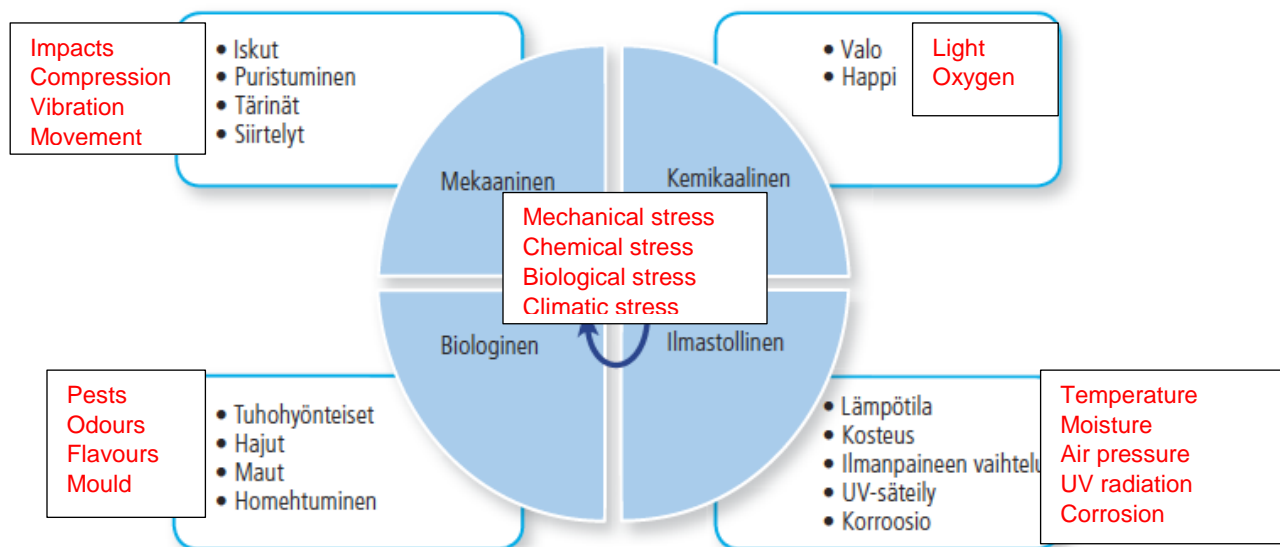 Impacts
Compression
Vibration
Movement
• Iskut
• Puristuminen
• Tärinät
• Siirtelyt
• Valo
• Happi
Light
Oxygen
Mekaaninen
Kemikaalinen
Mechanical stress
Chemical stress
Biological stress
Climatic stress
Biologinen
Ilmastollinen
Pests
Odours
Flavours
Mould
• Tuhohyönteiset
• Hajut
• Maut
• Homehtuminen
• Lämpötila
• Kosteus
• Ilmanpaineen vaihtelu
• UV-säteily
• Korroosio
Temperature
Moisture
Air pressure
UV radiation
Corrosion